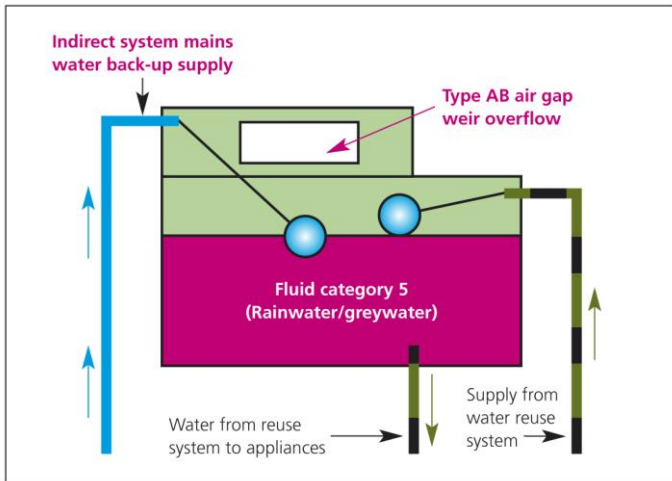 Indirect system mains
water back-up supply
Type AB air gap
weir overflow
Fluid category 5
(Rainwater/greywater)
Water from reuse
system to appliances
Supply from
water reuse
system